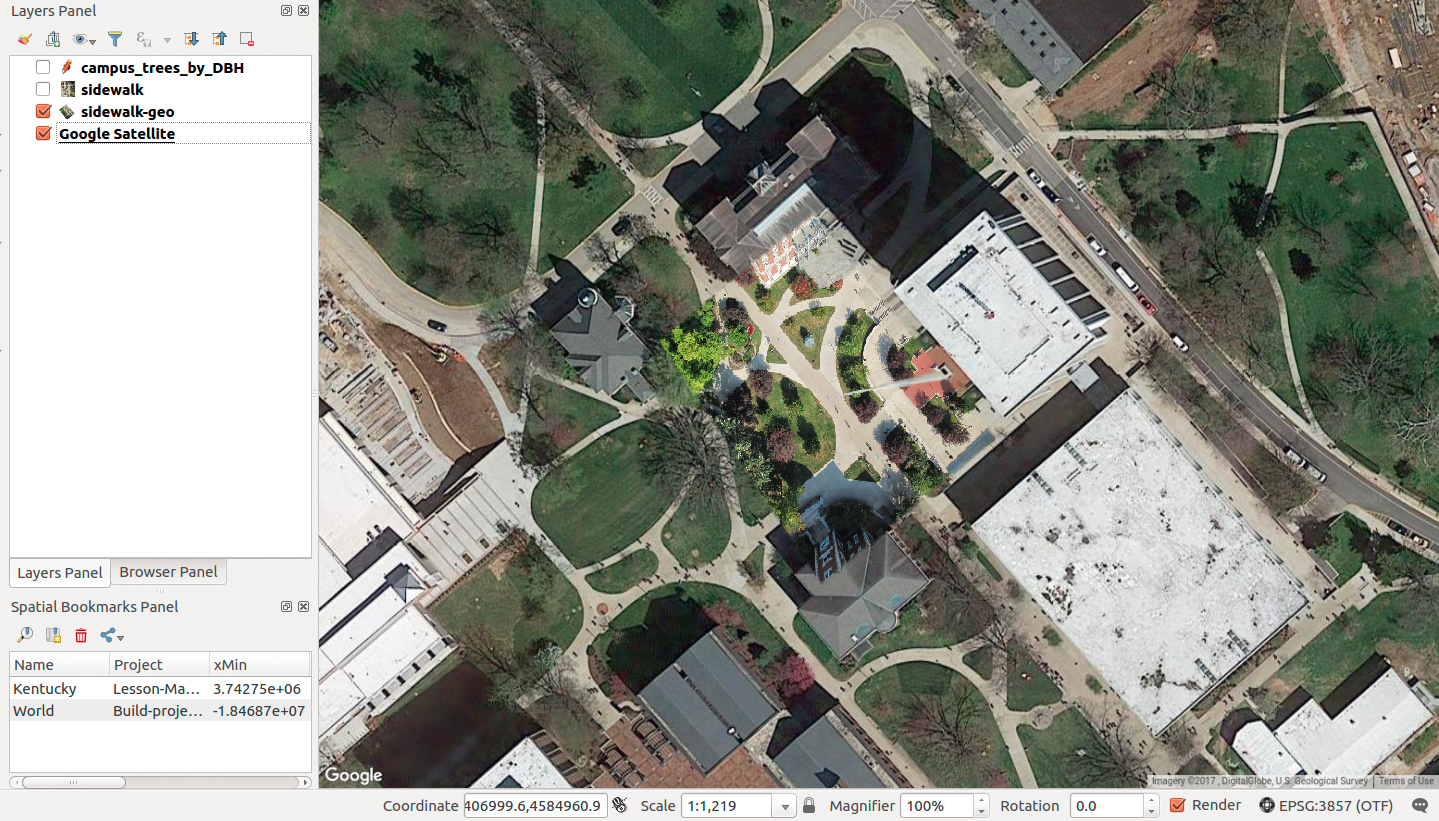 Layers Panel
campus_trees_by_DBH
sidewalk
sidewalk-geo
Google Satellite
Layers Panel
Browser Panel
Spatial Bookmarks Panel
Name Project xMin
Kentucky Lesson-Ma... 3.74275e+06
World Build-proje... -1.84687e+07
Google
Imagery ©2017 , DigitalGlobe, U.S. Geological Survey Terms of Use
Coordinate 406999.6,4584960.9 Scale 1:1,219 Magnifier 100% Rotation 0.0 Render EPSG:3857 (OTF)